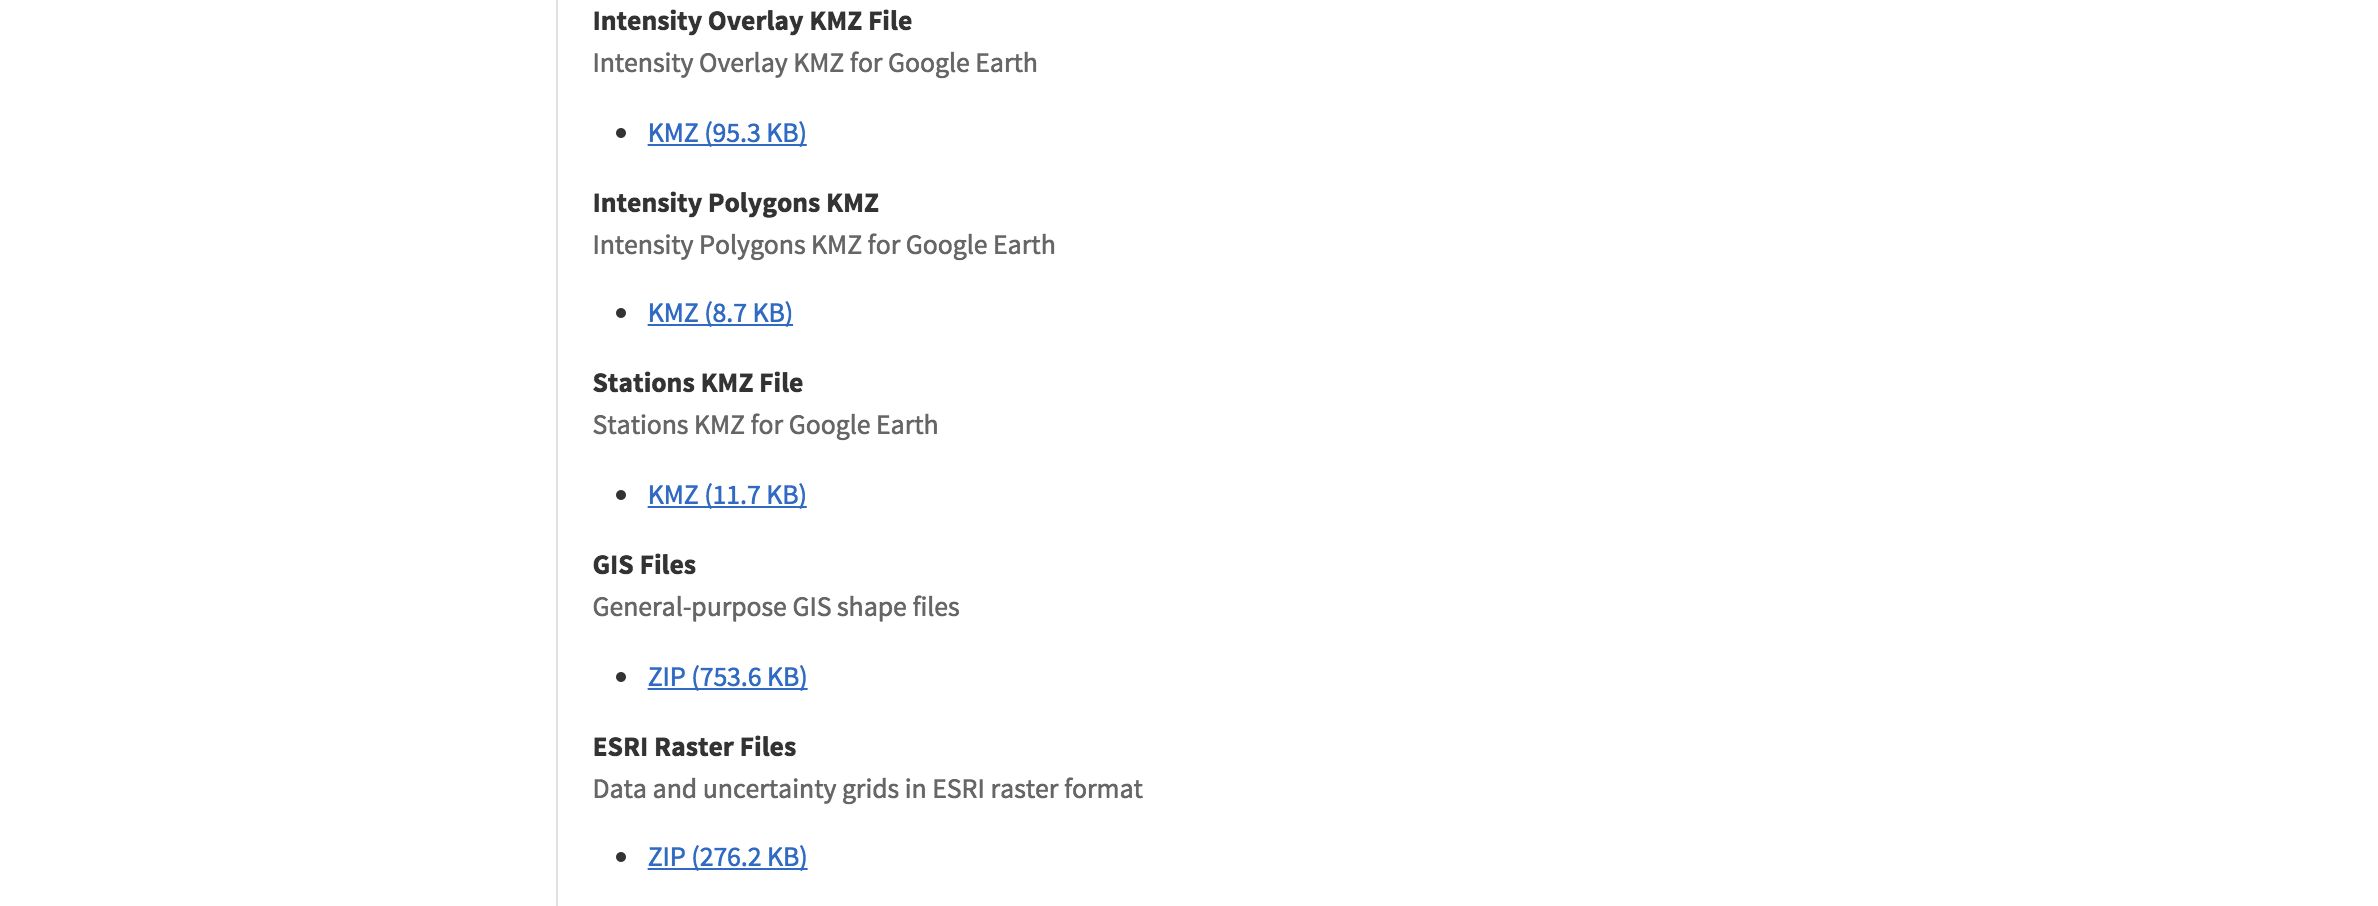 Intensity Overlay KMZ File
Intensity Overlay KMZ for Google Earth
KMZ (95.3 KB)
Intensity Polygons KMZ
Intensity Polygons KMZ for Google Earth
KMZ (8.7 KB)
Stations KMZ File
Stations KMZ for Google Earth
KMZ (11.7 KB)
GIS Files
General-purpose GIS shape files
ZIP (753.6 KB)
ESRI Raster Files
Data and uncertainty grids in ESRI raster format
ZIP (276.2 KB)